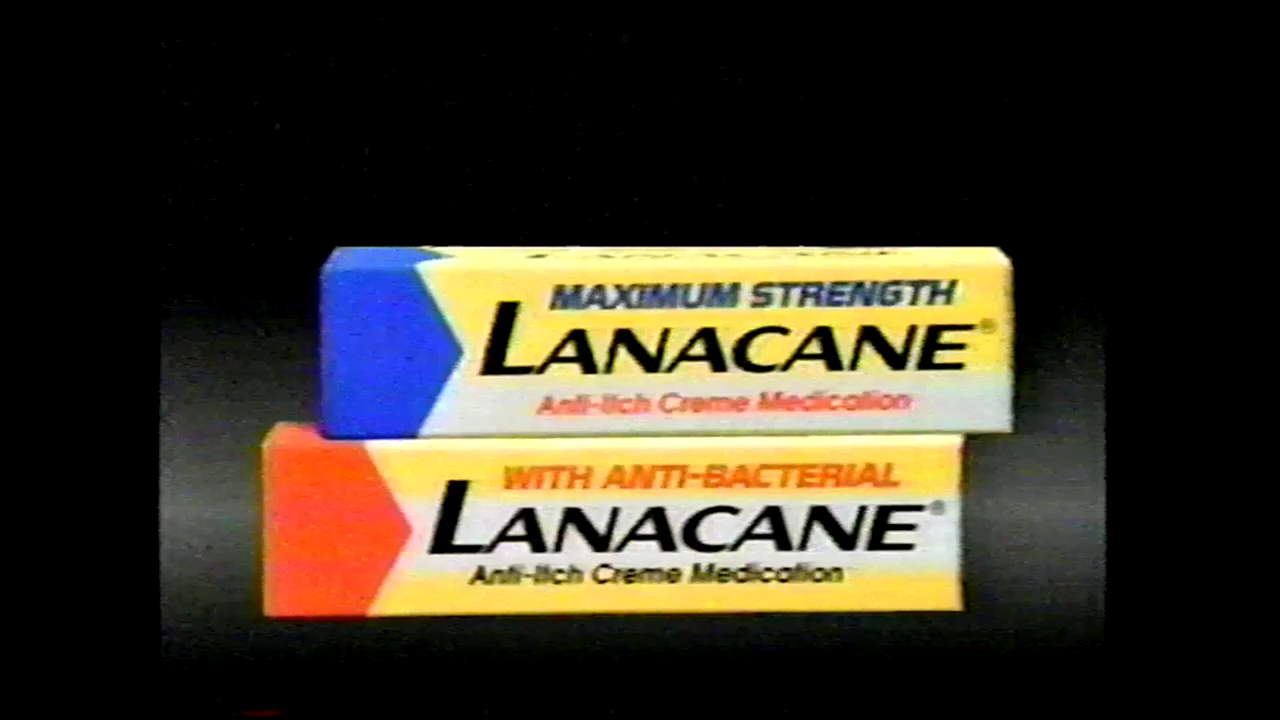 MAXIMUM STRENGTH
LANACANE®
Anti-Itch Creme Medication
WITH ANTI-BACTERIAL
LANACANE®
Anti-Itch Creme Medication